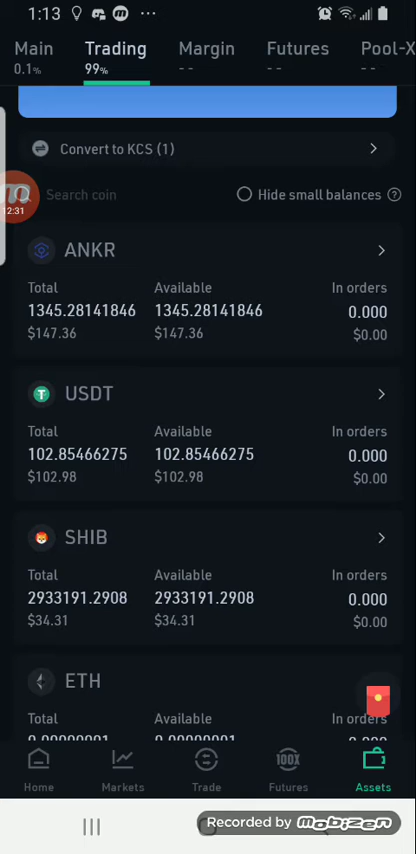 1:13
Main Trading Margin Futures Pool-X
0.1% 99% -- -- --
Convert to KCS (1)
Search coin Hide small balances ?
12:31
ANKR
Total Available In orders
1345.28141846 1345.28141846 0.000
$147.36 $147.36 $0.00
USDT
Total Available In orders
102.85466275 102.85466275 0.000
$102.98 $102.98 $0.00
SHIB
Total Available In orders
2933191.2908 2933191.2908 0.000
$34.31 $34.31 $0.00
ETH
Total Available In orders
100X
Home Markets Trade Futures Assets
Recorded by mobizen